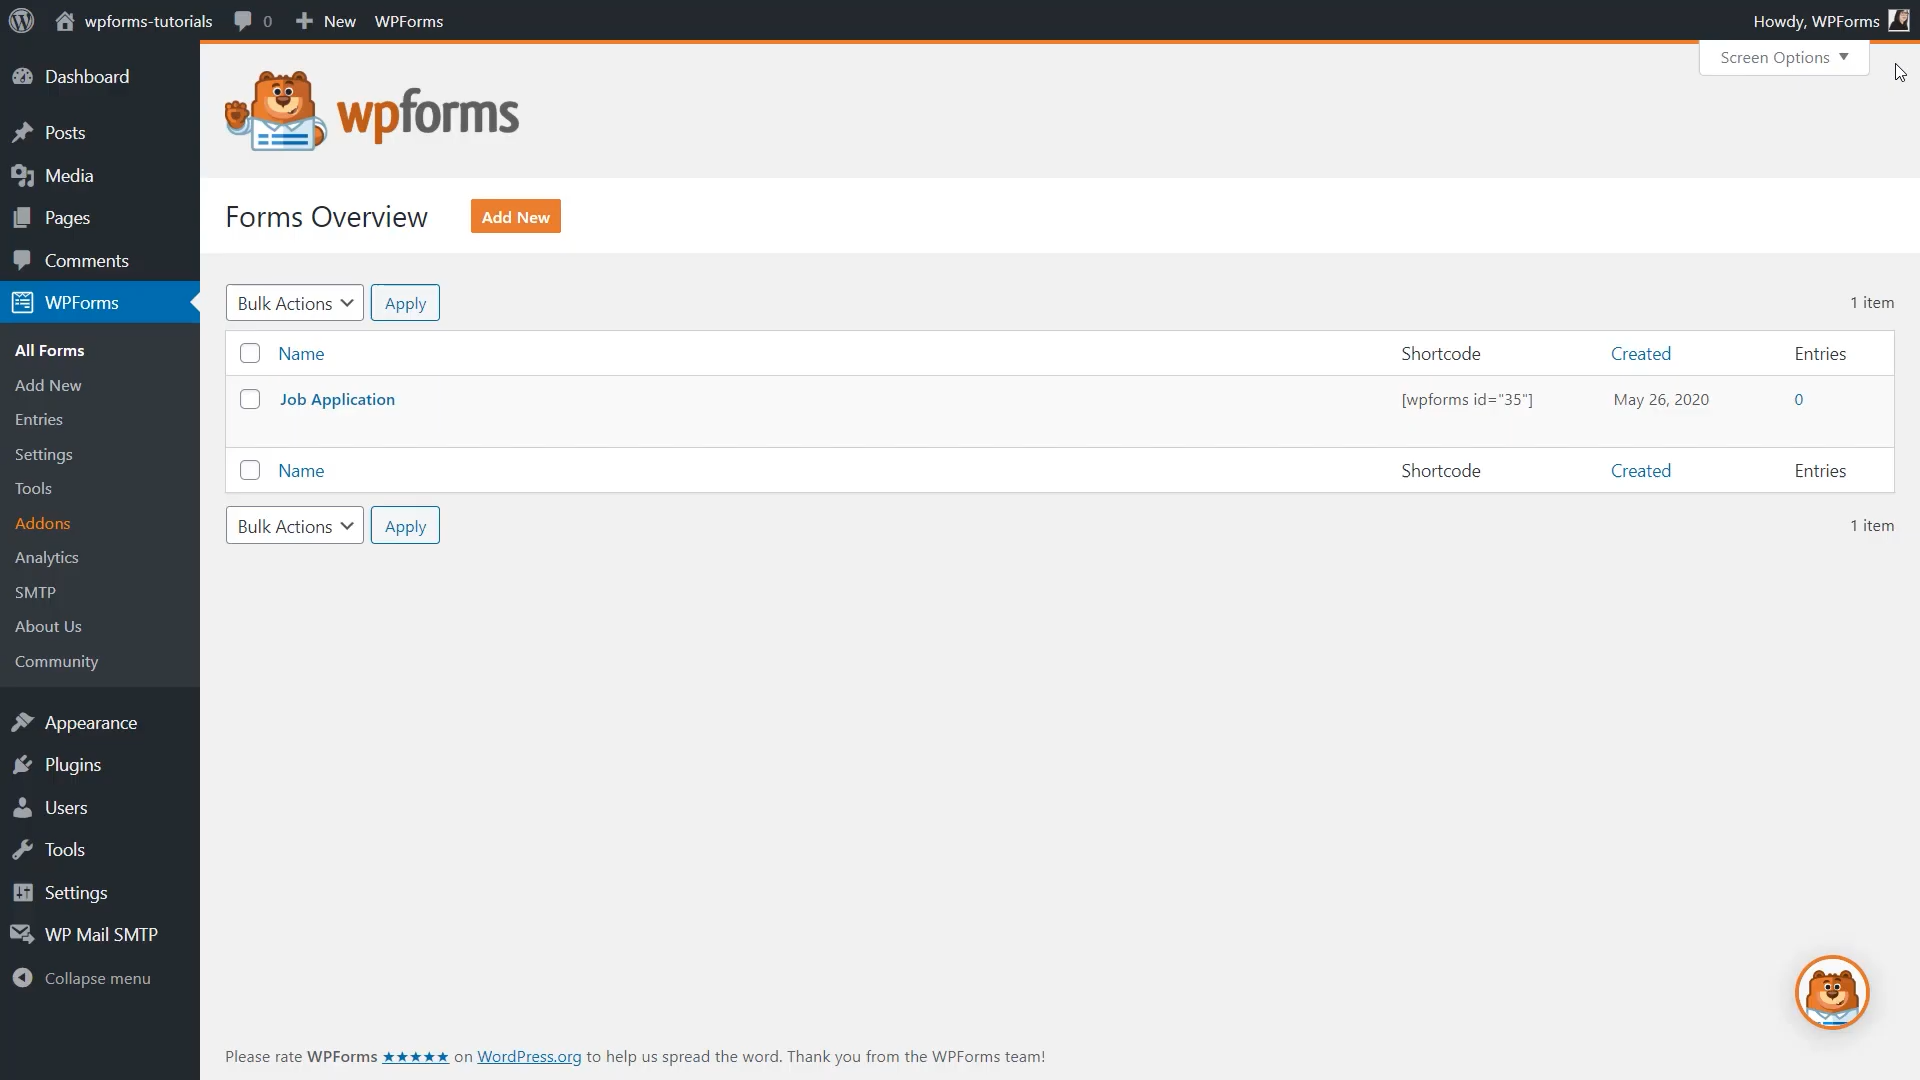 wpforms-tutorials 0 New WPForms Howdy, WPForms
Screen Options ▼
Dashboard
Posts
Media
Pages
Comments
WPForms
All Forms
Add New
Entries
Settings
Tools
Addons
Analytics
SMTP
About Us
Community
Appearance
Plugins
Users
Tools
Settings
WP Mail SMTP
Collapse menu
wpforms
Forms Overview Add New
Bulk Actions Apply 1 item
Name Shortcode Created Entries
Job Application [wpforms id="35"] May 26, 2020 0
Name Shortcode Created Entries
Bulk Actions Apply 1 item
Please rate WPForms ★★★★★ on WordPress.org to help us spread the word. Thank you from the WPForms team!